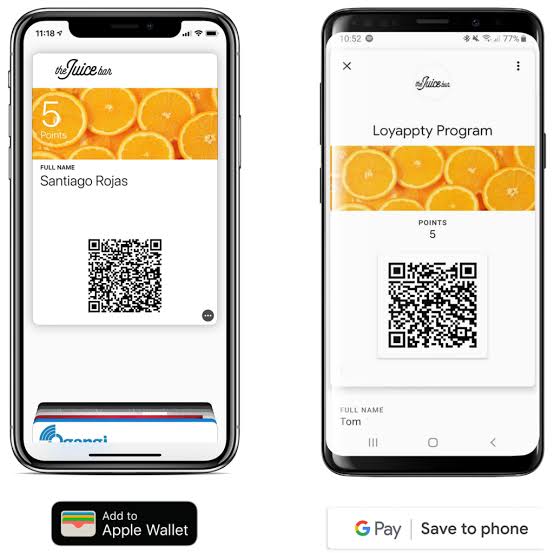 11:18
the Juice bar
5
Points
FULL NAME
Santiago Rojas
Add to
Apple Wallet
10:52
77%
the Juice bar
Loyappty Program
POINTS
5
FULL NAME
Tom
G Pay
Save to phone